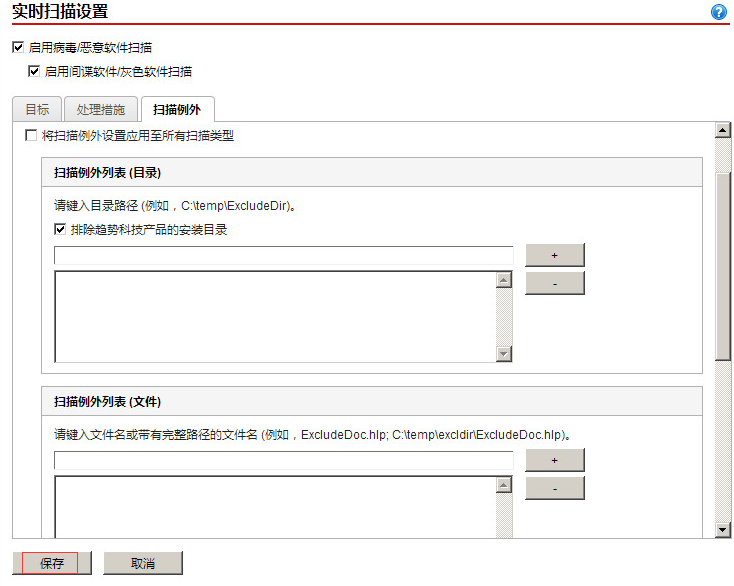 实时扫描设置
?
启用病毒/恶意软件扫描
启用间谍软件/灰色软件扫描
目标
处理措施
扫描例外
将扫描例外设置应用至所有扫描类型
扫描例外列表 (目录)
请键入目录路径 (例如，C:\temp\ExcludeDir)。
排除趋势科技产品的安装目录
+
-
扫描例外列表 (文件)
请键入文件名或带有完整路径的文件名 (例如，ExcludeDoc.hlp; C:\temp\excldir\ExcludeDoc.hlp)。
+
-
保存
取消